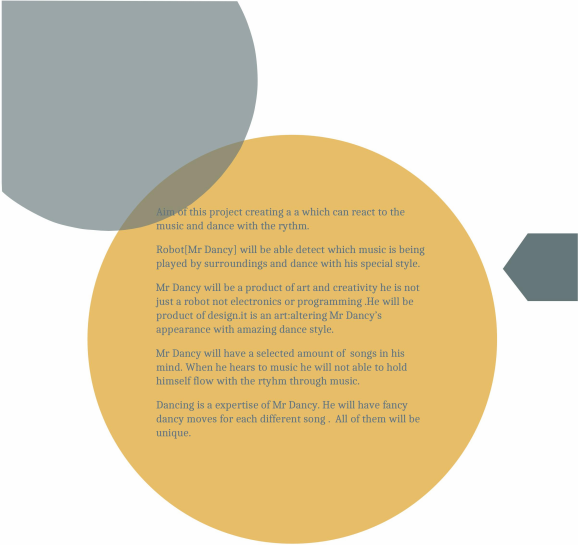 Aim of this project creating a a which can react to the
music and dance with the rythm.
Robot[Mr Dancy] will be able detect which music is being
played by surroundings and dance with his special style.
Mr Dancy will be a product of art and creativity he is not
just a robot not electronics or programming .He will be
product of design.it is an art:altering Mr Dancy's
appearance with amazing dance style.
Mr Dancy will have a selected amount of songs in his
mind. When he hears to music he will not able to hold
himself flow with the rtyhm through music.
Dancing is a expertise of Mr Dancy. He will have fancy
dancy moves for each different song . All of them will be
unique.